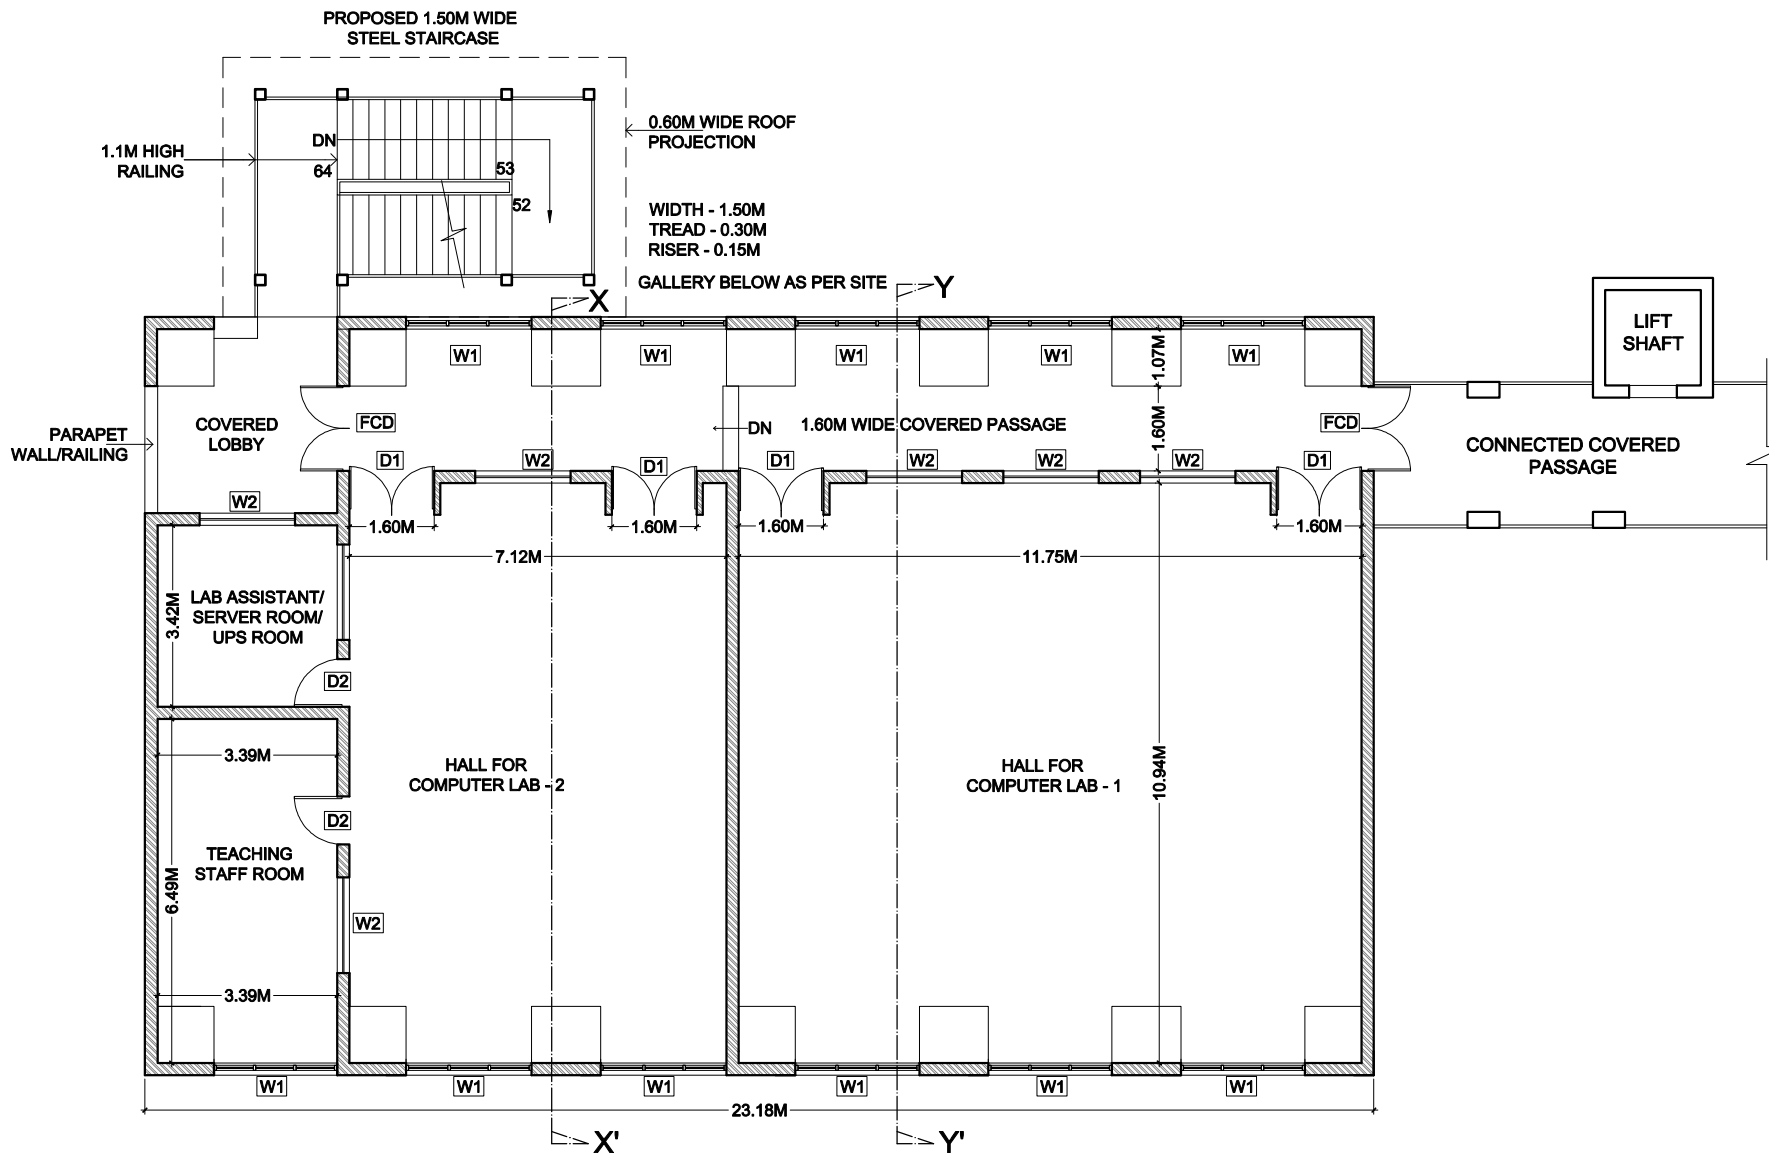 PROPOSED 1.50M WIDE
STEEL STAIRCASE
1.1M HIGH
RAILING
DN
64
53
52
0.60M WIDE ROOF
PROJECTION
WIDTH - 1.50M
TREAD - 0.30M
RISER - 0.15M
GALLERY BELOW AS PER SITE
X
Y
LIFT
SHAFT
W1
W1
W1
W1
W1
1.07M
PARAPET
WALL/RAILING
COVERED
LOBBY
FCD
DN
1.60M WIDE COVERED PASSAGE
1.60M
FCD
CONNECTED COVERED
PASSAGE
D1
W2
D1
D1
W2
W2
W2
D1
W2
1.60M
1.60M
1.60M
1.60M
7.12M
11.75M
3.42M
LAB ASSISTANT/
SERVER ROOM/
UPS ROOM
D2
3.39M
HALL FOR
COMPUTER LAB - 2
HALL FOR
COMPUTER LAB - 1
10.94M
D2
TEACHING
STAFF ROOM
6.49M
W2
3.39M
W1
W1
W1
W1
W1
W1
23.18M
X'
Y'